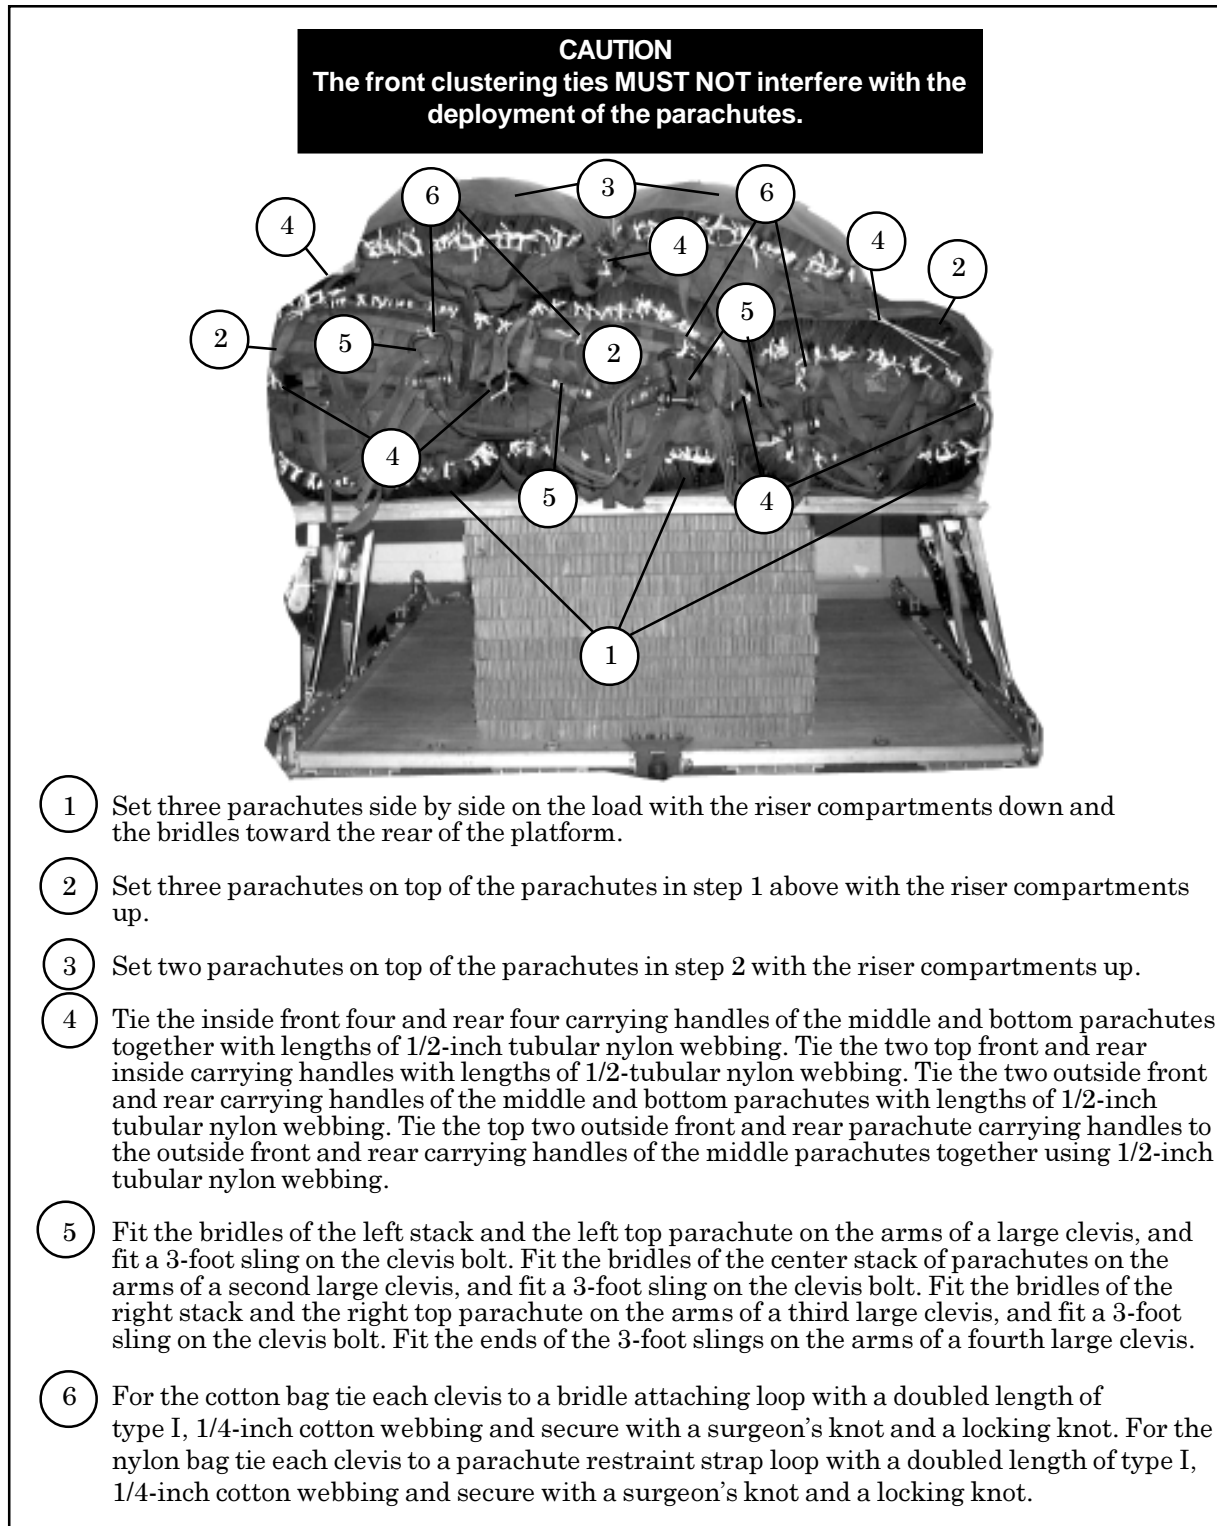 CAUTION
The front clustering ties MUST NOT interfere with the
deployment of the parachutes.
6
3
6
4
4
4
2
5
2
5
2
4
5
4
1
1 Set three parachutes side by side on the load with the riser compartments down and
the bridles toward the rear of the platform.
2 Set three parachutes on top of the parachutes in step 1 above with the riser compartments
up.
3 Set two parachutes on top of the parachutes in step 2 with the riser compartments up.
4 Tie the inside front four and rear four carrying handles of the middle and bottom parachutes
together with lengths of 1/2-inch tubular nylon webbing. Tie the two top front and rear
inside carrying handles with lengths of 1/2-tubular nylon webbing. Tie the two outside front
and rear carrying handles of the middle and bottom parachutes with lengths of 1/2-inch
tubular nylon webbing. Tie the top two outside front and rear parachute carrying handles to
the outside front and rear carrying handles of the middle parachutes together using 1/2-inch
tubular nylon webbing.
5 Fit the bridles of the left stack and the left top parachute on the arms of a large clevis, and
fit a 3-foot sling on the clevis bolt. Fit the bridles of the center stack of parachutes on the
arms of a second large clevis, and fit a 3-foot sling on the clevis bolt. Fit the bridles of the
right stack and the right top parachute on the arms of a third large clevis, and fit a 3-foot
sling on the clevis bolt. Fit the ends of the 3-foot slings on the arms of a fourth large clevis.
6 For the cotton bag tie each clevis to a bridle attaching loop with a doubled length of
type I, 1/4-inch cotton webbing and secure with a surgeon's knot and a locking knot. For the
nylon bag tie each clevis to a parachute restraint strap loop with a doubled length of type I,
1/4-inch cotton webbing and secure with a surgeon's knot and a locking knot.